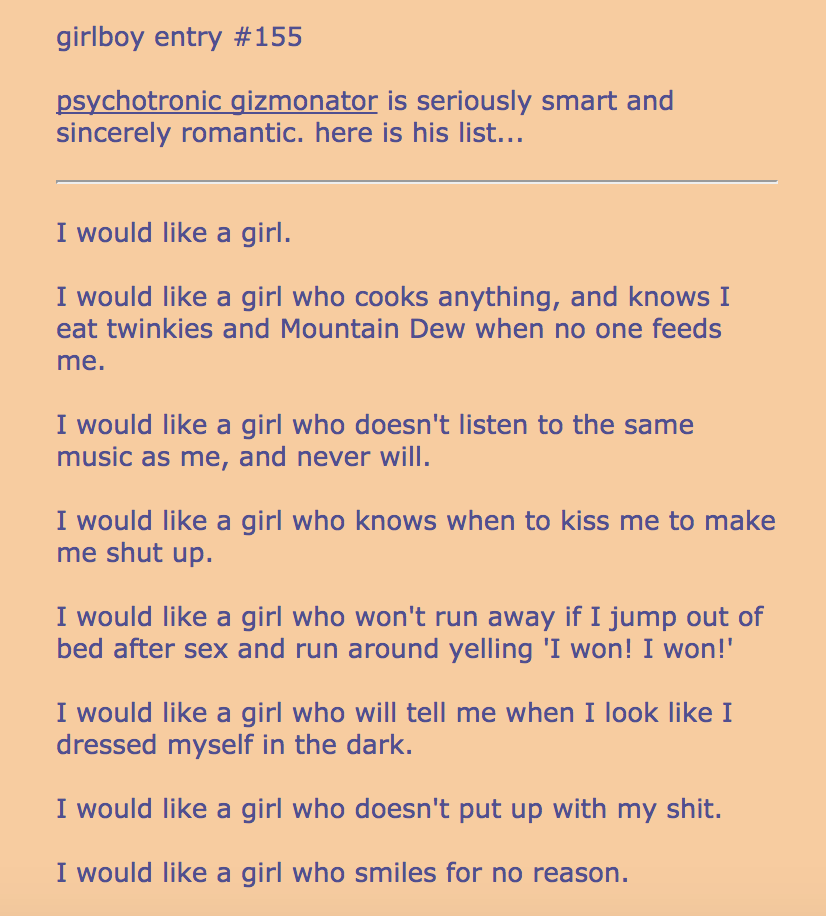 girlboy entry #155
psychotronic gizmonator is seriously smart and
sincerely romantic. here is his list...
I would like a girl.
I would like a girl who cooks anything, and knows I
eat twinkies and Mountain Dew when no one feeds
me.
I would like a girl who doesn't listen to the same
music as me, and never will.
I would like a girl who knows when to kiss me to make
me shut up.
I would like a girl who won't run away if I jump out of
bed after sex and run around yelling 'I won! I won!'
I would like a girl who will tell me when I look like I
dressed myself in the dark.
I would like a girl who doesn't put up with my shit.
I would like a girl who smiles for no reason.